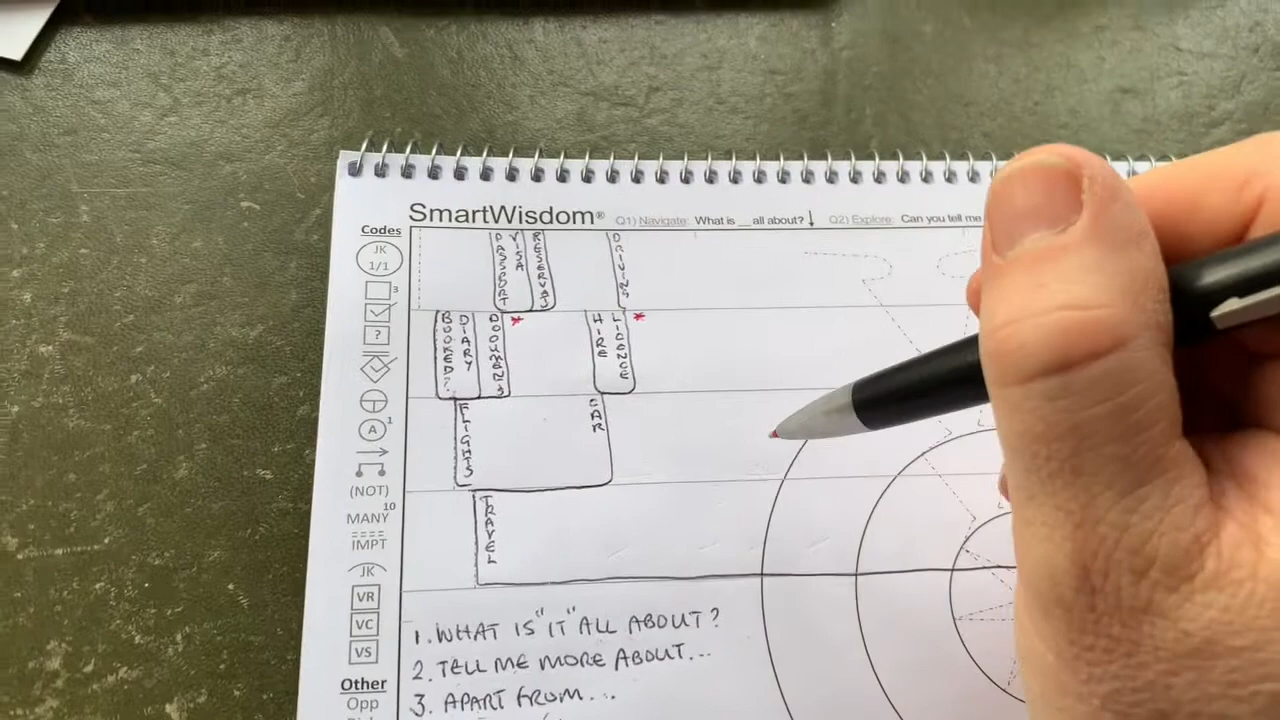 SmartWisdom® Q1) Navigate: What is __ all about? Q2) Explore: Can you tell me
Codes
JK
1/1
3
?
A 1
(NOT)
MANY 10
IMPT
JK
VR
VC
VS
Other
Opp
PASSPORT
VISA
DRIVING
BOOKED?
DIARY
HIRE
LICENCE
FLIGHTS
CAR
TRAVEL
1. WHAT IS "IT" ALL ABOUT?
2. TELL ME MORE ABOUT...
3. APART FROM...